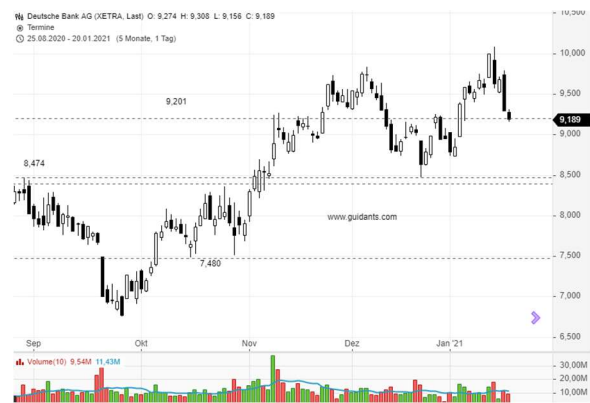 Deutsche Bank AG (XETRA, Last) O: 9,274 H: 9,308 L: 9,156 C: 9,189
Termine
25.08.2020 - 20.01.2021 (5 Monate, 1 Tag)
10,500
10,000
9,500
9,201
9,189
9,000
8,474
8,500
8,000
www.guidants.com
7,500
7,480
7,000
6,500
Sep Okt Nov Dez Jan '21
Volume(10) 9.54M 11,43M
30,00M
20,00M
10,00M